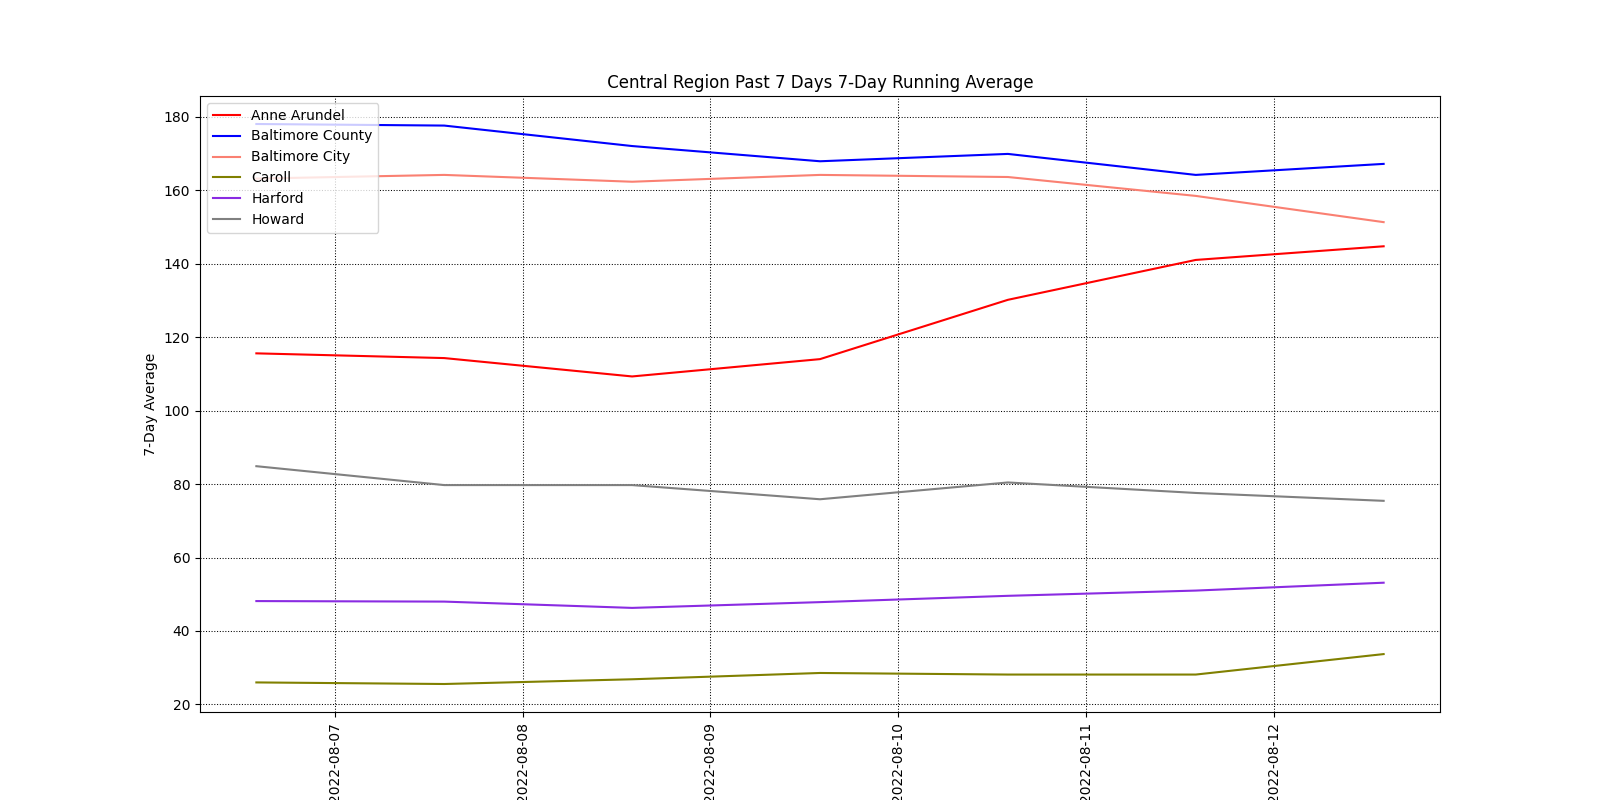 Central Region Past 7 Days 7-Day Running Average
Anne Arundel
Baltimore County
Baltimore City
Caroll
Harford
Howard
7-Day Average
180
160
140
120
100
80
60
40
20
2022-08-07
2022-08-08
2022-08-09
2022-08-10
2022-08-11
2022-08-12